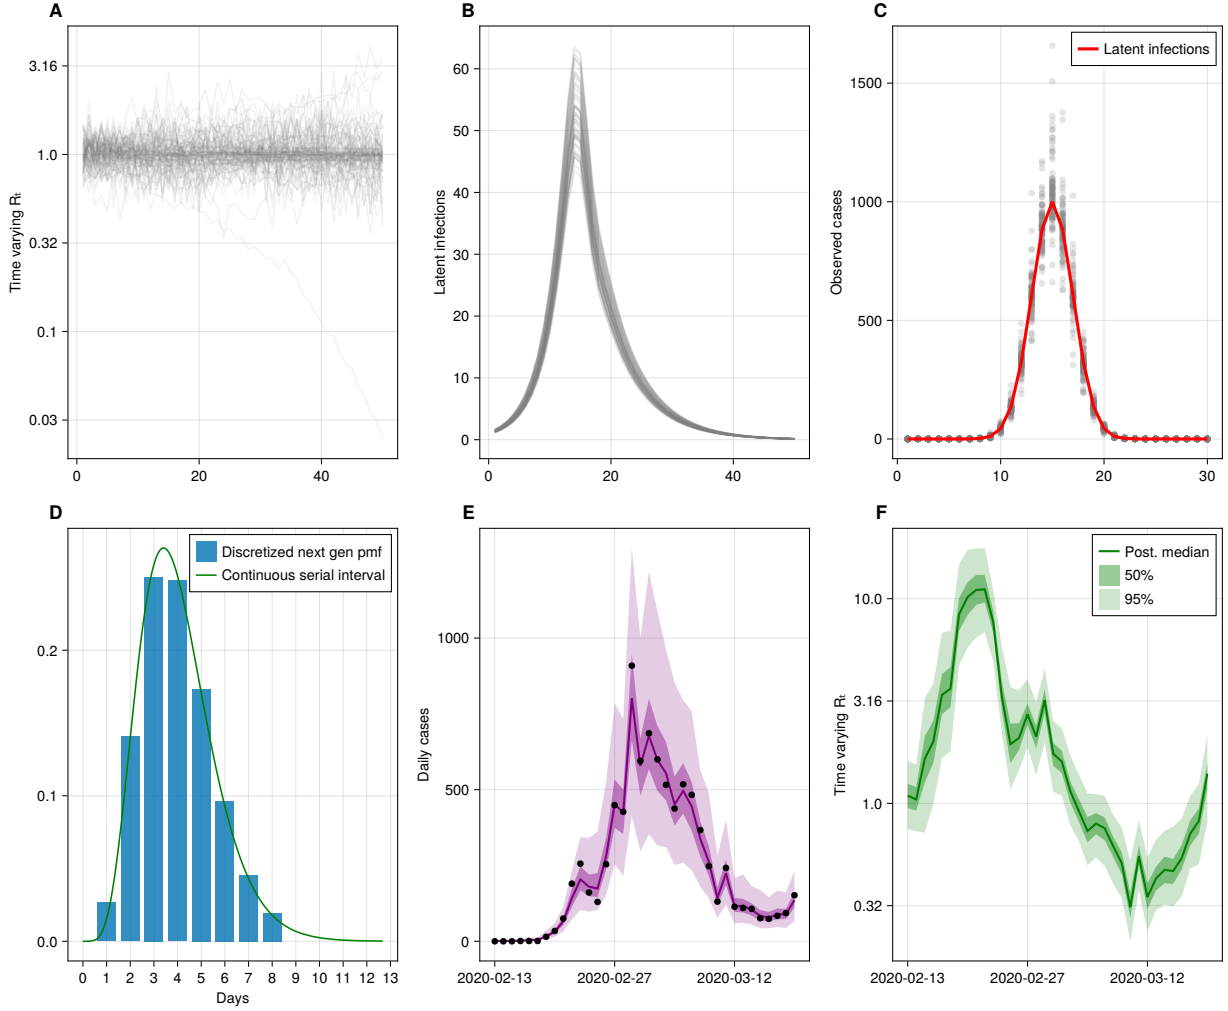 A
3.16
1.0
0.32
0.1
0.03
Time varying Rₜ
0
20
40
B
60
50
40
30
20
10
0
Latent infections
0
20
40
C
Latent infections
1500
1000
500
0
Observed cases
0
10
20
30
D
Discretized next gen pmf
Continuous serial interval
0.2
0.1
0.0
0 1 2 3 4 5 6 7 8 9 10 11 12 13
Days
E
1000
500
0
Daily cases
2020-02-13
2020-02-27
2020-03-12
F
Post. median
50%
95%
10.0
3.16
1.0
0.32
Time varying Rₜ
2020-02-13
2020-02-27
2020-03-12